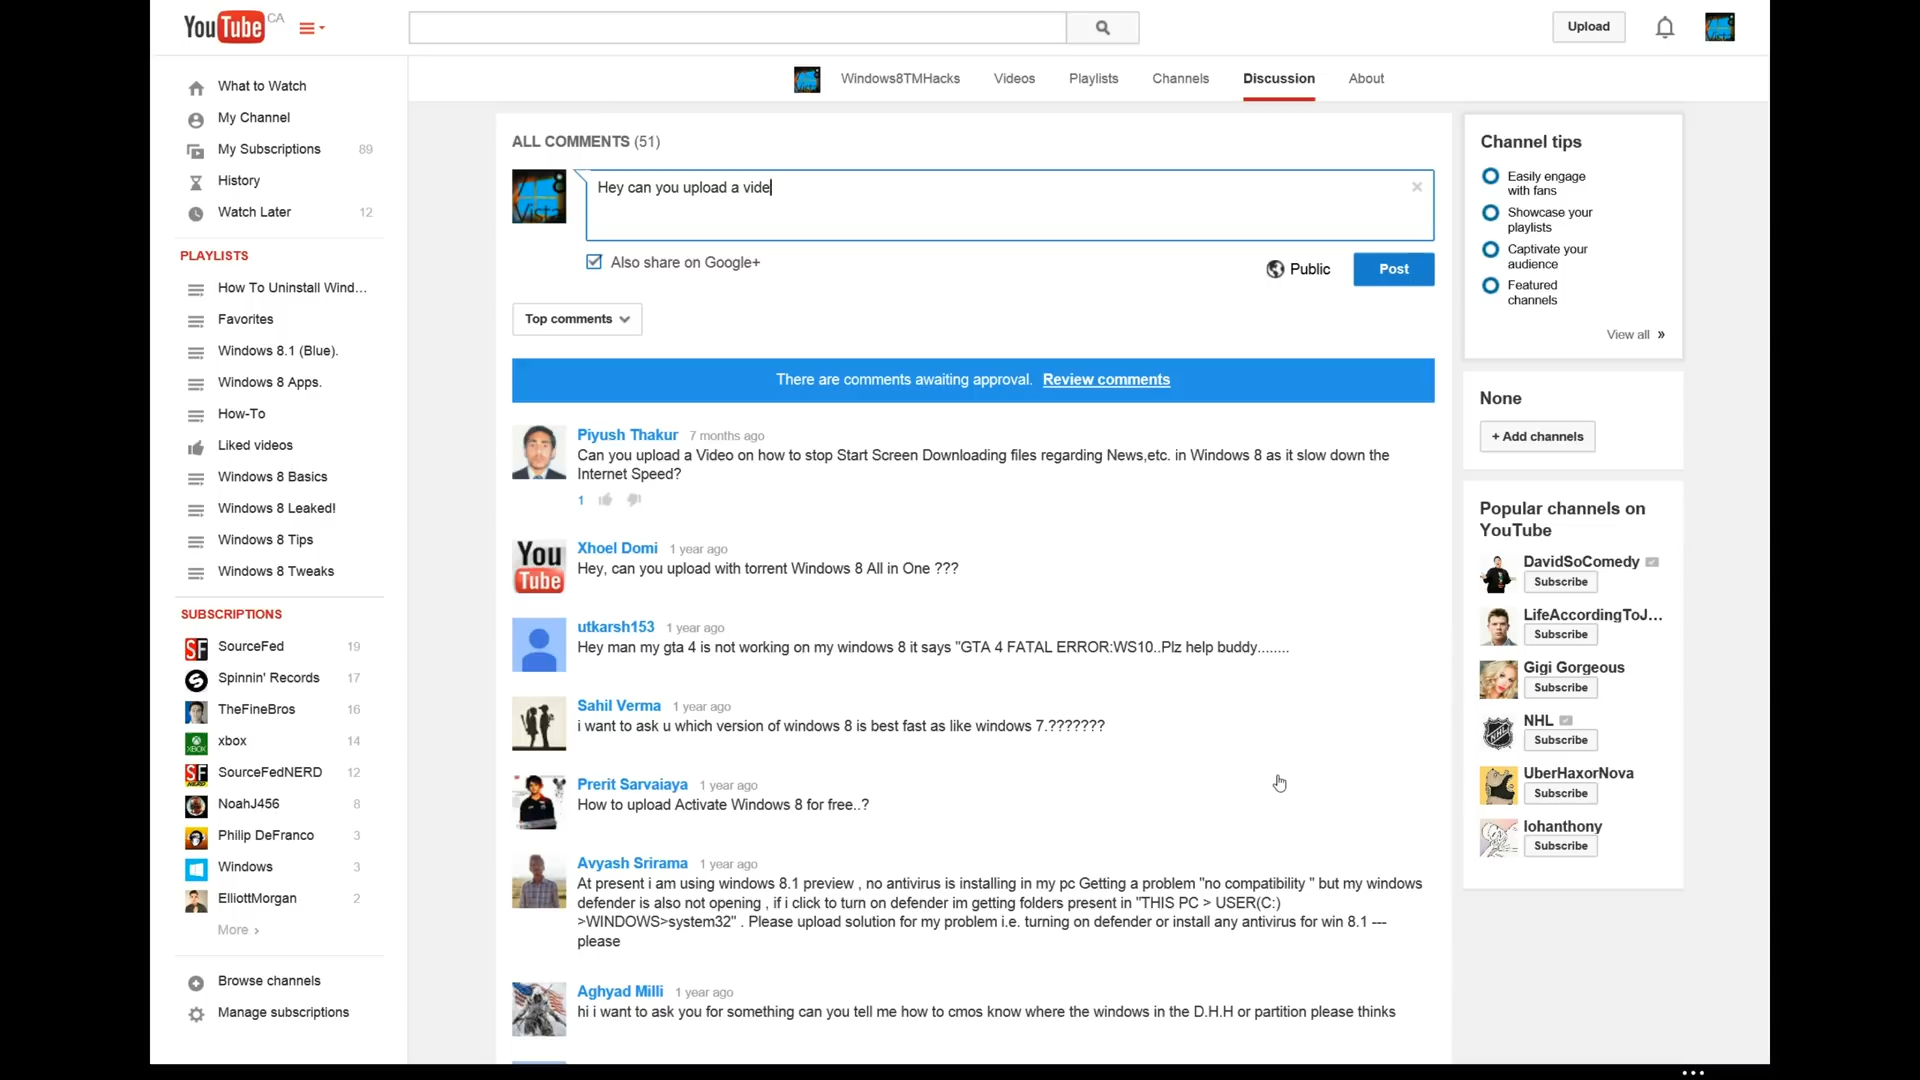 YouTube CA
Upload
What to Watch
My Channel
My Subscriptions 89
History
Watch Later 12
PLAYLISTS
How To Uninstall Wind...
Favorites
Windows 8.1 (Blue).
Windows 8 Apps.
How-To
Liked videos
Windows 8 Basics
Windows 8 Leaked!
Windows 8 Tips
Windows 8 Tweaks
SUBSCRIPTIONS
SourceFed 19
Spinnin' Records 17
TheFineBros 16
xbox 14
SourceFedNERD 12
NoahJ456 8
Philip DeFranco 3
Windows 3
ElliottMorgan 2
More ›
Browse channels
Manage subscriptions
Windows8TMHacks Videos Playlists Channels Discussion About
ALL COMMENTS (51)
Hey can you upload a vide
Also share on Google+
Public Post
Top comments
There are comments awaiting approval. Review comments
Piyush Thakur 7 months ago
Can you upload a Video on how to stop Start Screen Downloading files regarding News,etc. in Windows 8 as it slow down the
Internet Speed?
1
Xhoel Domi 1 year ago
Hey, can you upload with torrent Windows 8 All in One ???
utkarsh153 1 year ago
Hey man my gta 4 is not working on my windows 8 it says "GTA 4 FATAL ERROR:WS10..Plz help buddy........
Sahil Verma 1 year ago
i want to ask u which version of windows 8 is best fast as like windows 7.???????
Prerit Sarvaiaya 1 year ago
How to upload Activate Windows 8 for free..?
Avyash Srirama 1 year ago
At present i am using windows 8.1 preview , no antivirus is installing in my pc Getting a problem "no compatibility " but my windows
defender is also not opening , if i click to turn on defender im getting folders present in "THIS PC > USER(C:)
>WINDOWS>system32" . Please upload solution for my problem i.e. turning on defender or install any antivirus for win 8.1 ---
please
Aghyad Milli 1 year ago
hi i want to ask you for something can you tell me how to cmos know where the windows in the D.H.H or partition please thinks
Channel tips
Easily engage
with fans
Showcase your
playlists
Captivate your
audience
Featured
channels
View all »
None
+ Add channels
Popular channels on
YouTube
DavidSoComedy
Subscribe
LifeAccordingToJ...
Subscribe
Gigi Gorgeous
Subscribe
NHL
Subscribe
UberHaxorNova
Subscribe
lohanthony
Subscribe